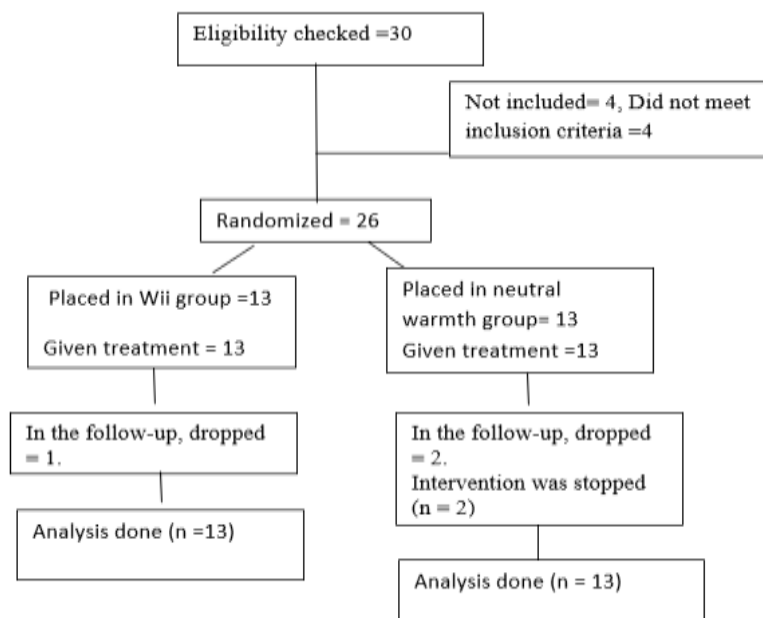 Eligibility checked =30
Not included= 4, Did not meet
inclusion criteria =4
Randomized = 26
Placed in Wii group =13
Given treatment = 13
Placed in neutral
warmth group= 13
Given treatment =13
In the follow-up, dropped
= 1.
In the follow-up, dropped
= 2.
Intervention was stopped
(n = 2)
Analysis done (n =13)
Analysis done (n = 13)